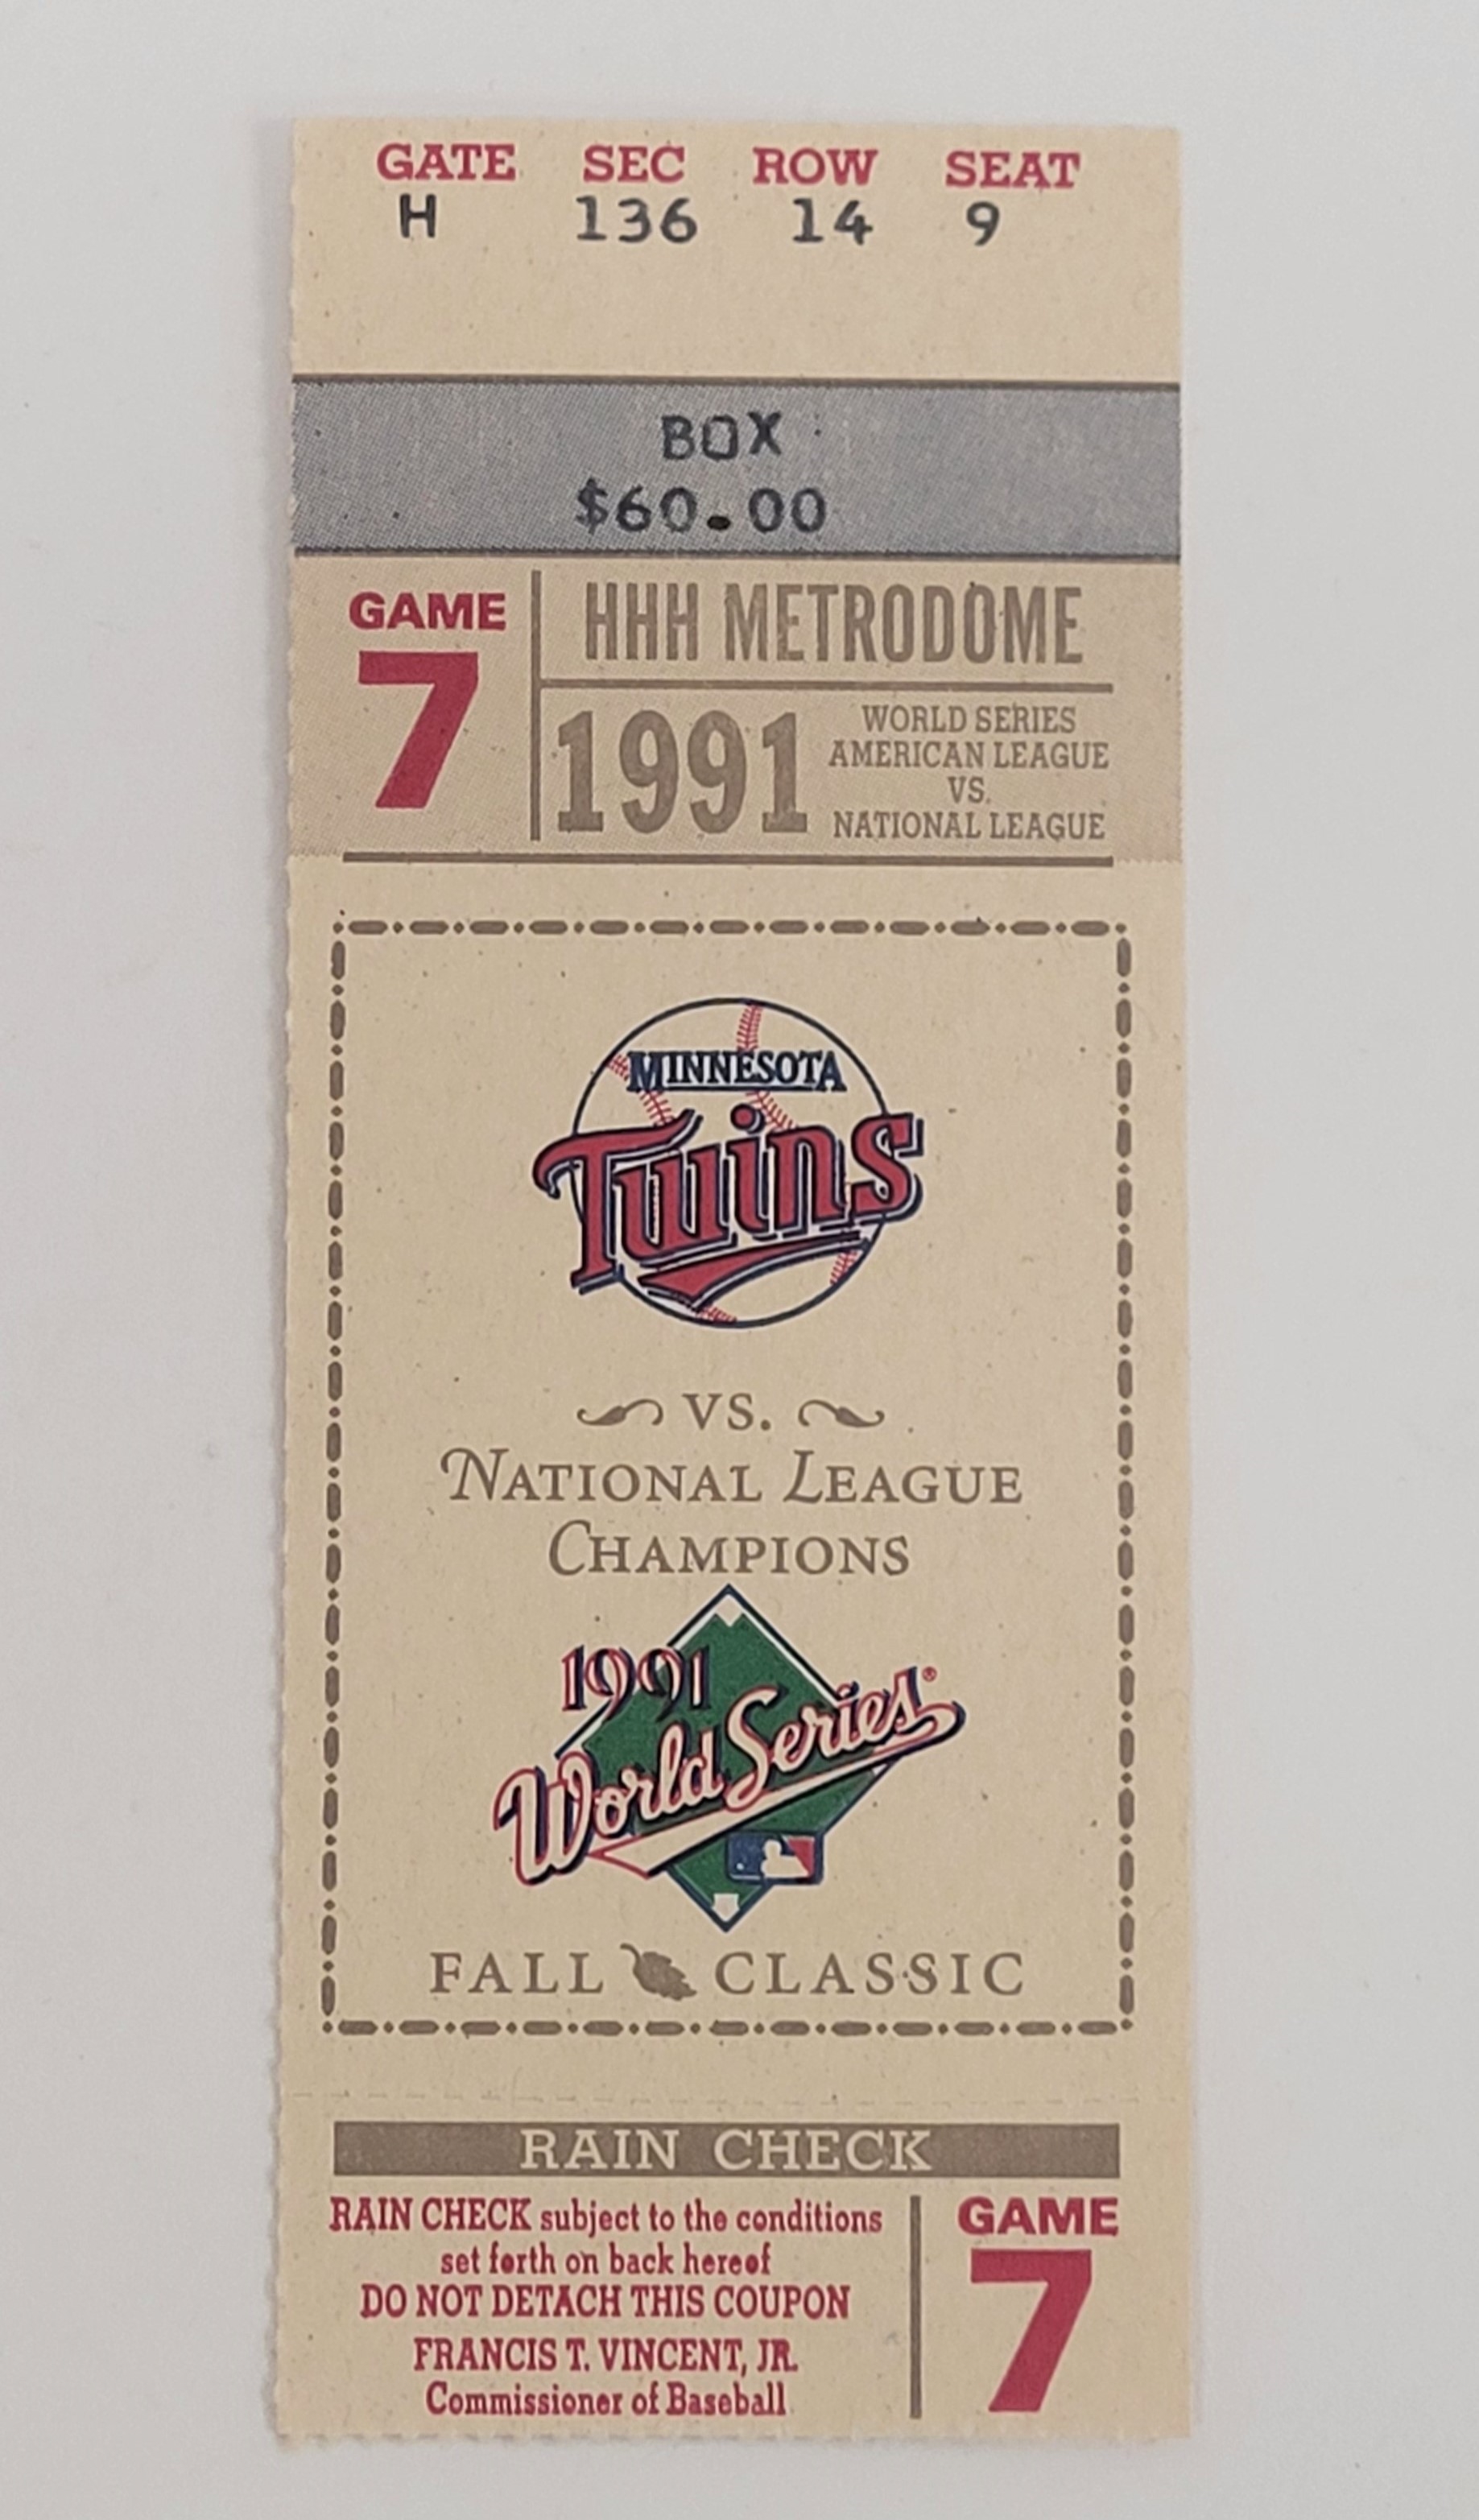 GATE SEC ROW SEAT
H 136 14 9
BOX
$60.00
GAME
7
HHH METRODOME
1991
WORLD SERIES
AMERICAN LEAGUE
VS.
NATIONAL LEAGUE
MINNESOTA
Twins
VS.
NATIONAL LEAGUE
CHAMPIONS
1991
World Series®
FALL CLASSIC
RAIN CHECK
RAIN CHECK subject to the conditions
set forth on back hereof
DO NOT DETACH THIS COUPON
FRANCIS T. VINCENT, JR.
Commissioner of Baseball
GAME
7